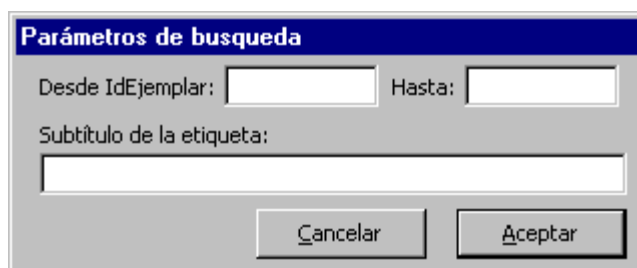 Parámetros de busqueda
Desde IdEjemplar: Hasta:
Subtítulo de la etiqueta:
Cancelar Aceptar